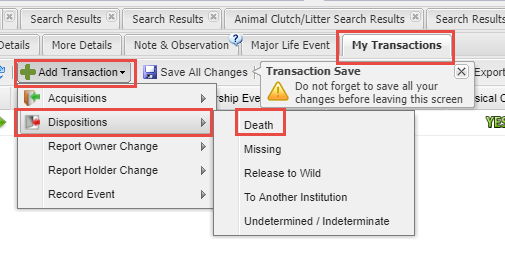 Search Results
Search Results
Animal Clutch/Litter Search Results
Search Results
Details
More Details
Note & Observation
?
Major Life Event
My Transactions
Add Transaction
Save All Changes
Transaction Save
Do not forget to save all your
changes before leaving this screen
Export
Acquisitions
rship Eve
sical C
Dispositions
YES
Report Owner Change
Report Holder Change
Record Event
Death
Missing
Release to Wild
To Another Institution
Undetermined / Indeterminate